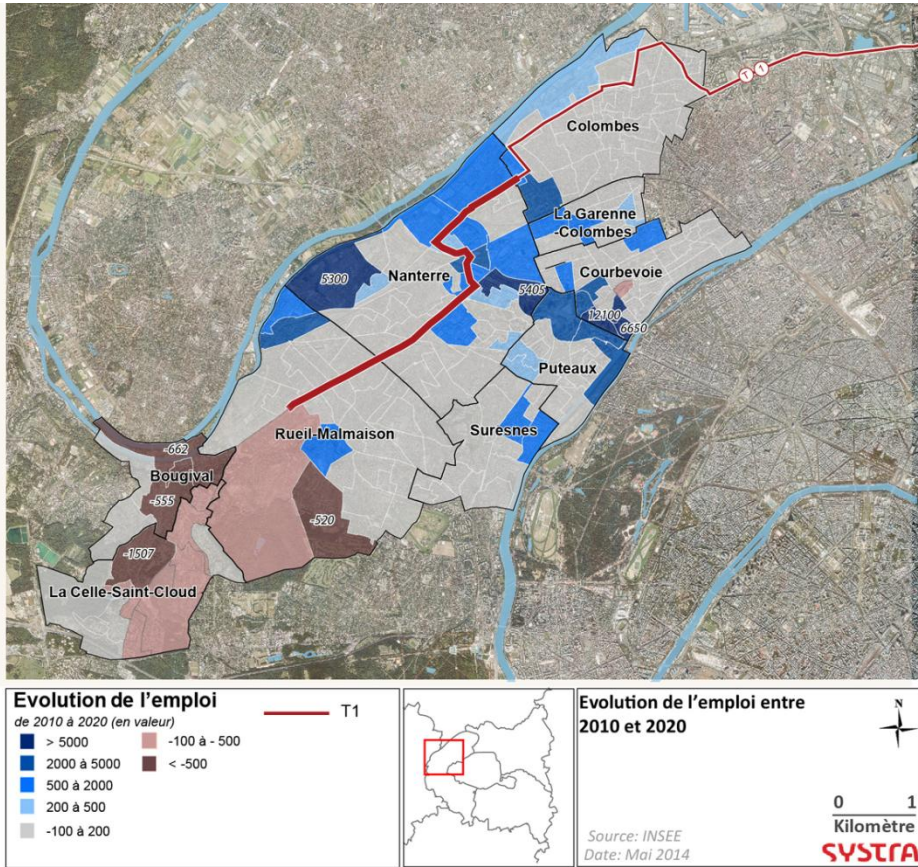 T 1
Colombes
La Garenne
-Colombes
Nanterre
Courbevoie
5300
5405
12100
6650
Puteaux
Rueil-Malmaison
Suresnes
-662
Bougival
-555
-520
-1507
La Celle-Saint-Cloud
Evolution de l'emploi
de 2010 à 2020 (en valeur)
> 5000
2000 à 5000
500 à 2000
200 à 500
-100 à 200
-100 à - 500
< -500
T1
Evolution de l'emploi entre
2010 et 2020
N
0 1
Kilomètre
Source: INSEE
Date: Mai 2014
SYSTRA